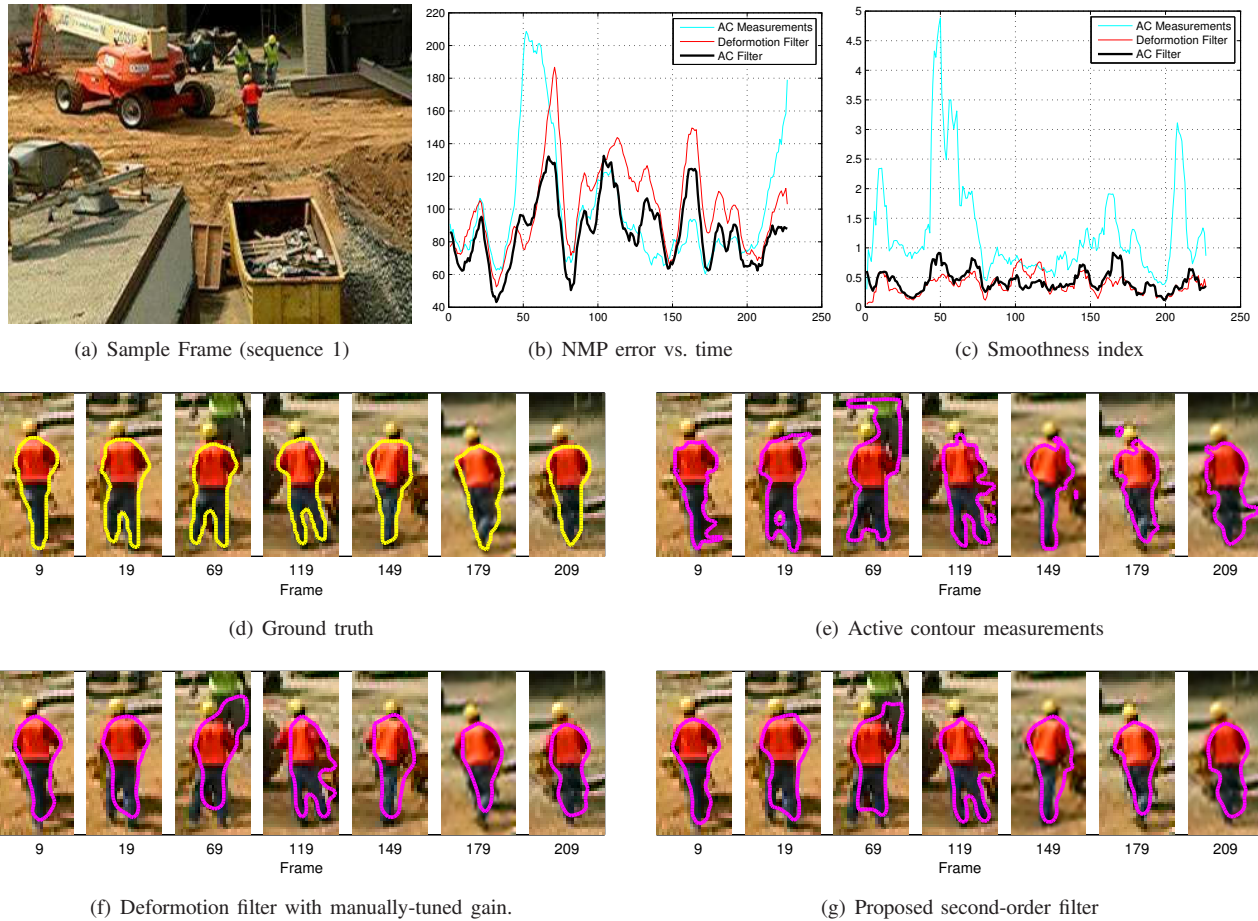 220
200
180
160
140
120
100
80
60
40
0
50
100
150
200
250
AC Measurements
Deformotion Filter
AC Filter
5
4.5
4
3.5
3
2.5
2
1.5
1
0.5
0
0
50
100
150
200
250
AC Measurements
Deformotion Filter
AC Filter
(a) Sample Frame (sequence 1)
(b) NMP error vs. time
(c) Smoothness index
9 19 69 119 149 179 209
Frame
(d) Ground truth
9 19 69 119 149 179 209
Frame
(e) Active contour measurements
9 19 69 119 149 179 209
Frame
(f) Deformotion filter with manually-tuned gain.
9 19 69 119 149 179 209
Frame
(g) Proposed second-order filter